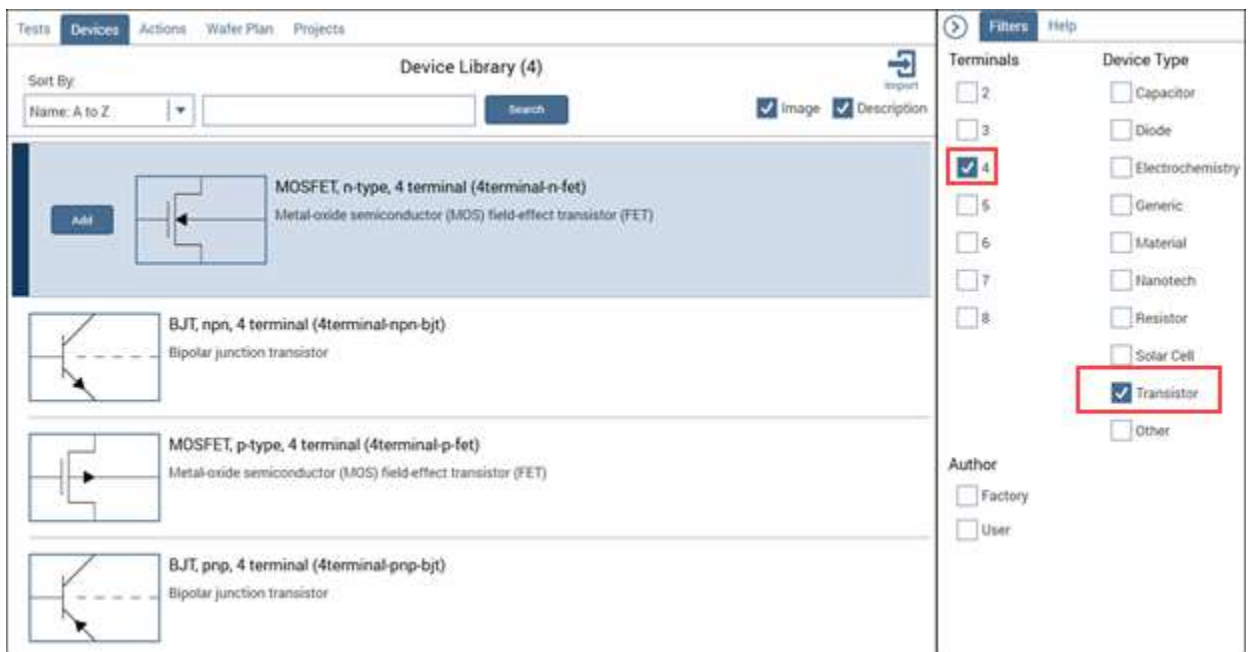 Tests Devices Actions Wafer Plan Projects
Device Library (4)
Import
Sort By:
Name: A to Z
Search
Image Description
Add
MOSFET, n-type, 4 terminal (4terminal-n-fet)
Metal-oxide semiconductor (MOS) field-effect transistor (FET)
BJT, npn, 4 terminal (4terminal-npn-bjt)
Bipolar junction transistor
MOSFET, p-type, 4 terminal (4terminal-p-fet)
Metal-oxide semiconductor (MOS) field-effect transistor (FET)
BJT, pnp, 4 terminal (4terminal-pnp-bjt)
Bipolar junction transistor
Filters Help
Terminals
2
3
4
5
6
7
8
Device Type
Capacitor
Diode
Electrochemistry
Generic
Material
Nanotech
Resistor
Solar Cell
Transistor
Other
Author
Factory
User